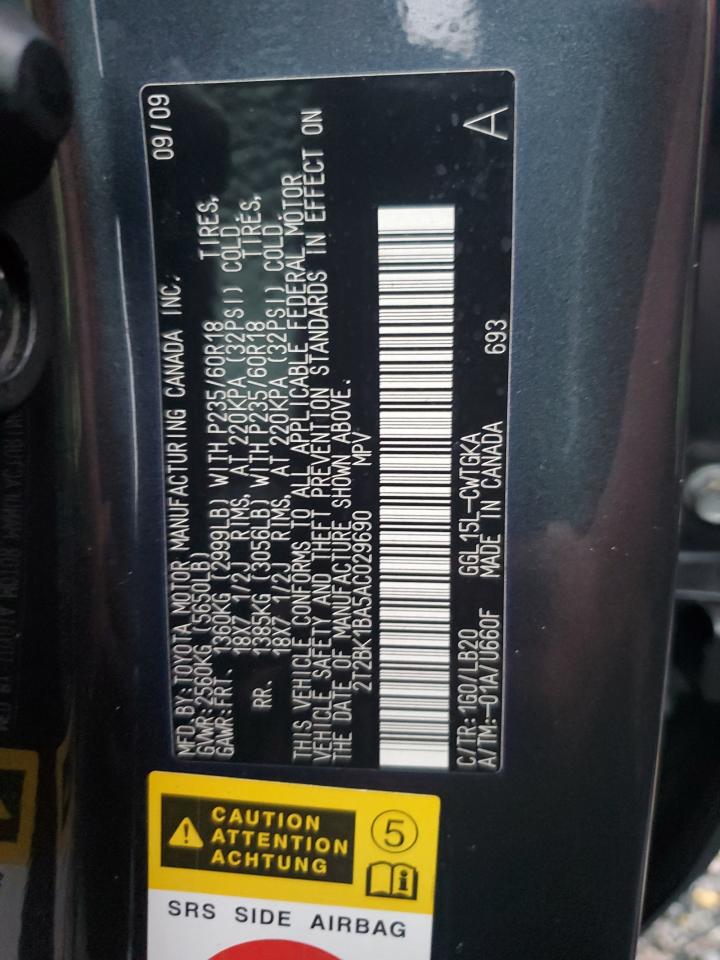 MFD. BY: TOYOTA MOTOR MANUFACTURING CANADA INC. 09/09
GVWR: 2560KG (5650LB)
GAWR: FRT. 1360KG (2999LB) WITH P235/60R18 TIRES,
18X7 1/2J RIMS, AT 220KPA (32PSI) COLD.
RR. 1385KG (3056LB) WITH P235/60R18 TIRES,
18X7 1/2J RIMS, AT 220KPA (32PSI) COLD.
THIS VEHICLE CONFORMS TO ALL APPLICABLE FEDERAL MOTOR
VEHICLE SAFETY AND THEFT PREVENTION STANDARDS IN EFFECT ON
THE DATE OF MANUFACTURE SHOWN ABOVE.
2T2BK1BA5AC029690 MPV
C/TR: 1G0/LB20 GGL15L-CWTGKA A
A/TM: -01A/U660F MADE IN CANADA 693
CAUTION
ATTENTION
ACHTUNG
5
SRS SIDE AIRBAG